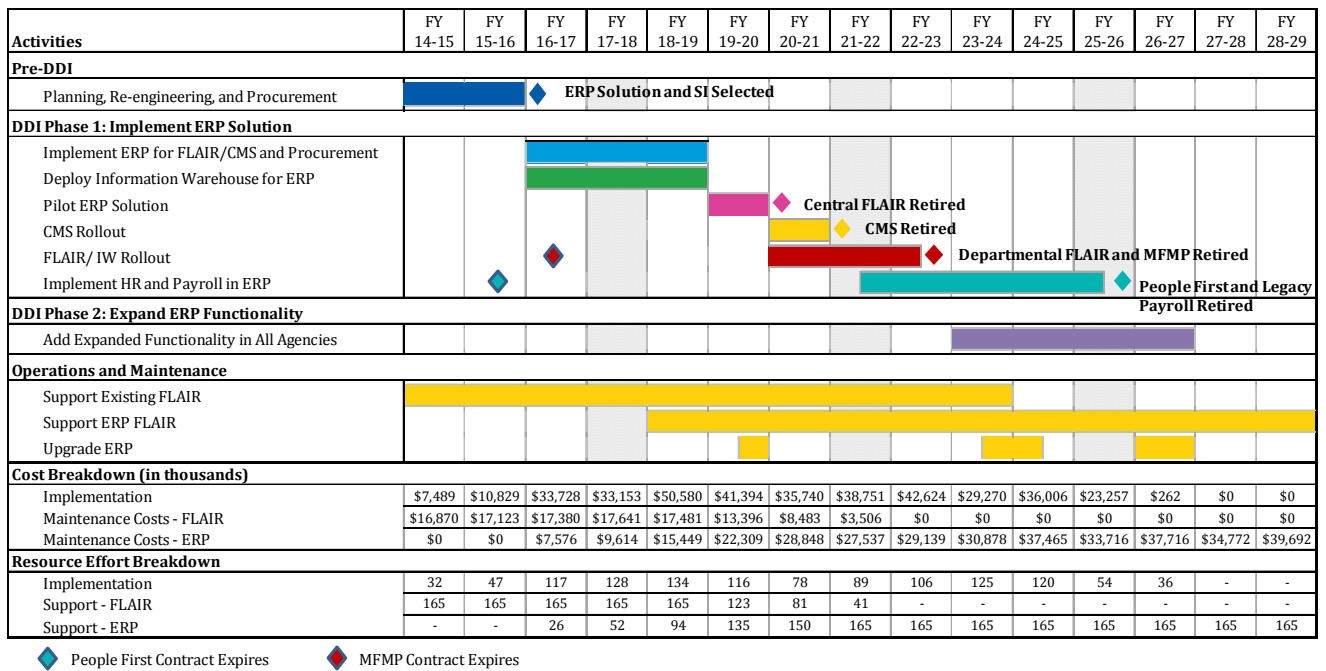 FY FY FY FY FY FY FY FY FY FY FY FY FY FY FY
Activities 14-15 15-16 16-17 17-18 18-19 19-20 20-21 21-22 22-23 23-24 24-25 25-26 26-27 27-28 28-29
Pre-DDI
Planning, Re-engineering, and Procurement ERP Solution and SI Selected
DDI Phase 1: Implement ERP Solution
Implement ERP for FLAIR/CMS and Procurement
Deploy Information Warehouse for ERP
Pilot ERP Solution Central FLAIR Retired
CMS Rollout CMS Retired
FLAIR/ IW Rollout Departmental FLAIR and MFMP Retired
Implement HR and Payroll in ERP People First and Legacy
Payroll Retired
DDI Phase 2: Expand ERP Functionality
Add Expanded Functionality in All Agencies
Operations and Maintenance
Support Existing FLAIR
Support ERP FLAIR
Upgrade ERP
Cost Breakdown (in thousands)
Implementation $7,489 $10,829 $33,728 $33,153 $50,580 $41,394 $35,740 $38,751 $42,624 $29,270 $36,006 $23,257 $262 $0 $0
Maintenance Costs - FLAIR $16,870 $17,123 $17,380 $17,641 $17,481 $13,396 $8,483 $3,506 $0 $0 $0 $0 $0 $0 $0
Maintenance Costs - ERP $0 $0 $7,576 $9,614 $15,449 $22,309 $28,848 $27,537 $29,139 $30,878 $37,465 $33,716 $37,716 $34,772 $39,692
Resource Effort Breakdown
Implementation 32 47 117 128 134 116 78 89 106 125 120 54 36 - -
Support - FLAIR 165 165 165 165 165 123 81 41 - - - - - - -
Support - ERP - - 26 52 94 135 150 165 165 165 165 165 165 165 165
People First Contract Expires MFMP Contract Expires